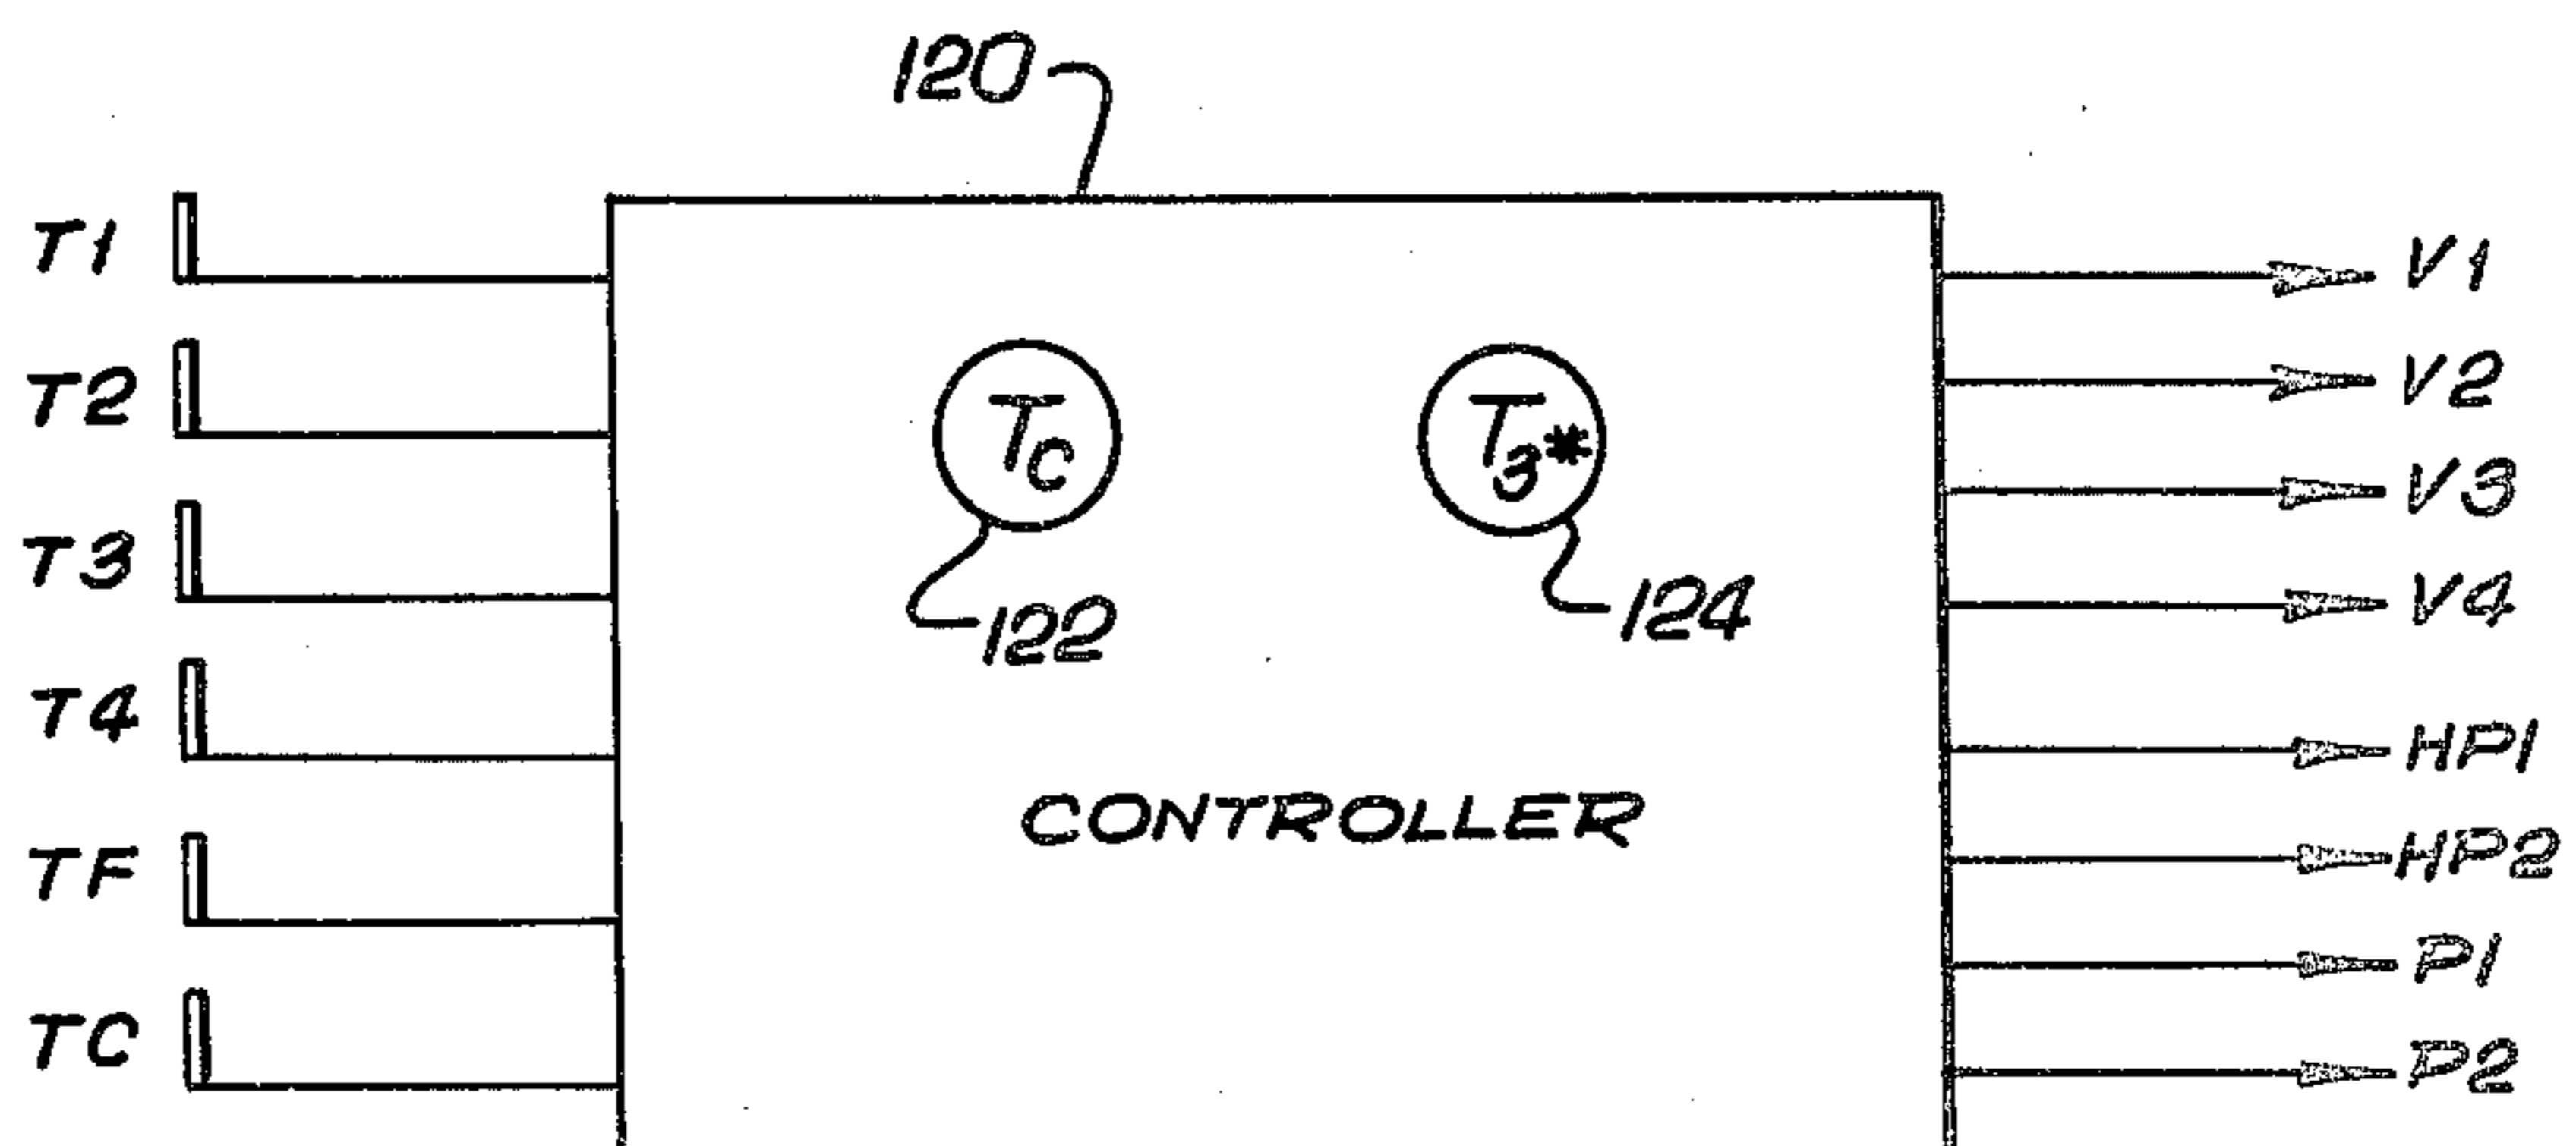 120
T1
T2
T3
T4
TF
TC
Tc
T3*
122
124
CONTROLLER
V1
V2
V3
V4
HP1
HP2
P1
P2